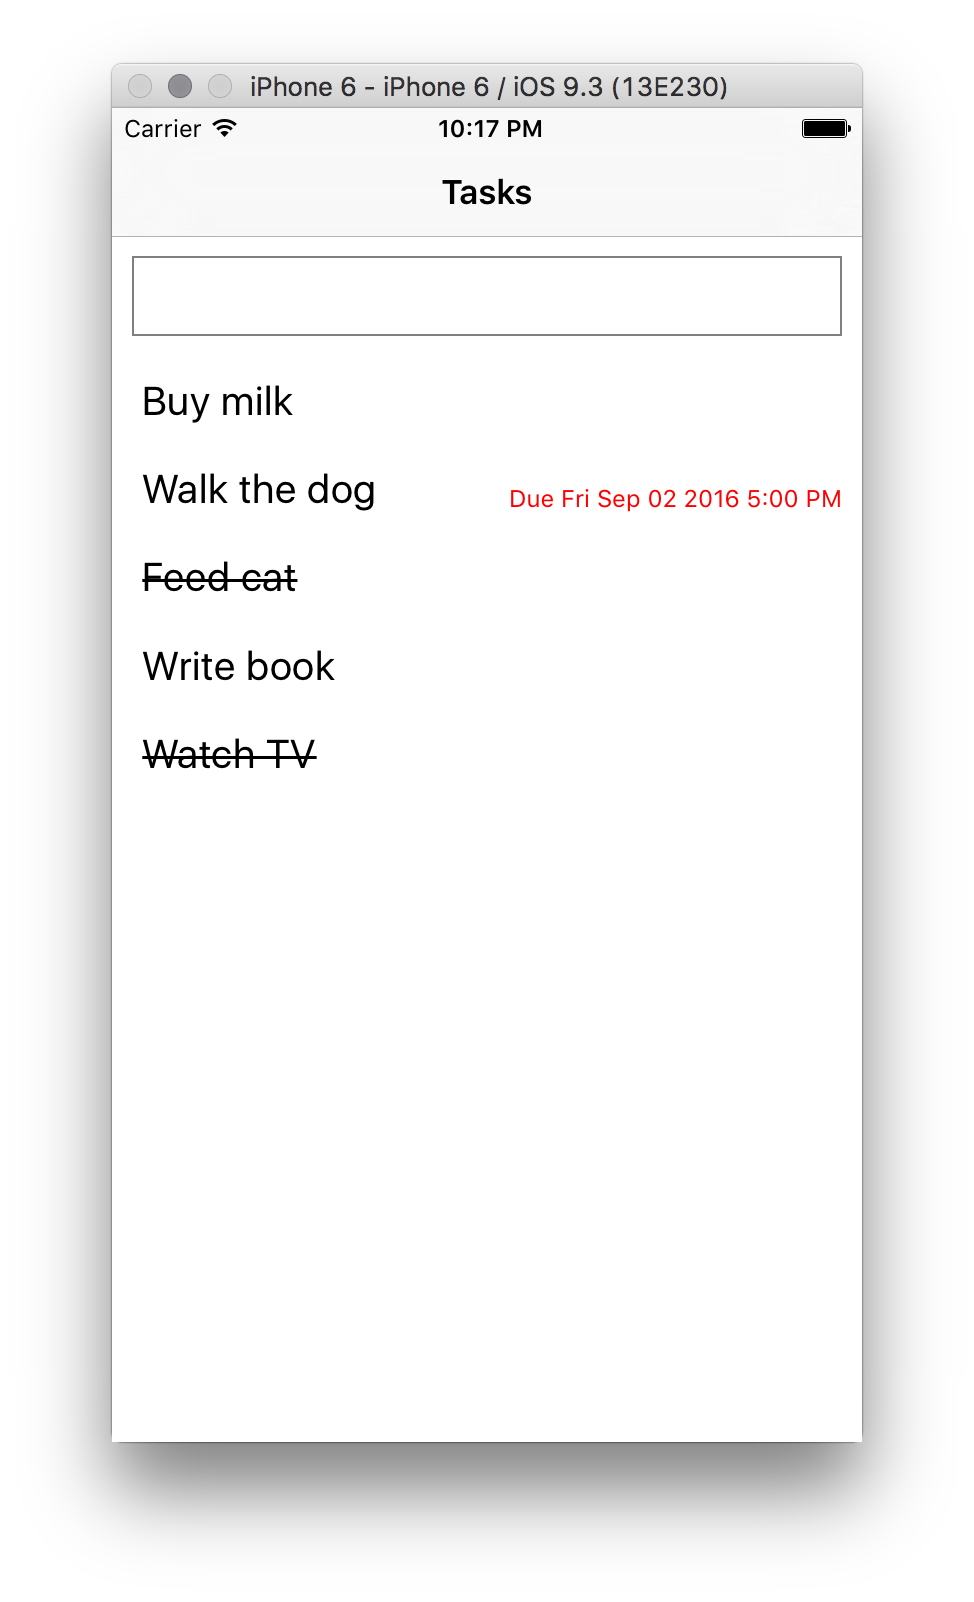 iPhone 6 - iPhone 6 / iOS 9.3 (13E230)
Carrier 10:17 PM
Tasks
Buy milk
Walk the dog Due Fri Sep 02 2016 5:00 PM
Feed cat
Write book
Watch TV